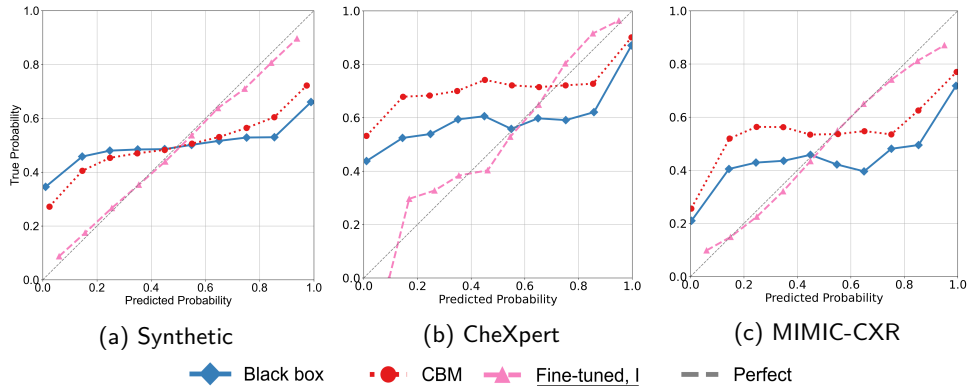 1.0
0.8
0.6
0.4
0.2
0.0
True Probability
0.0 0.2 0.4 0.6 0.8 1.0
Predicted Probability
(a) Synthetic
1.0
0.8
0.6
0.4
0.2
0.0
0.0 0.2 0.4 0.6 0.8 1.0
Predicted Probability
(b) CheXpert
1.0
0.8
0.6
0.4
0.2
0.0
0.0 0.2 0.4 0.6 0.8 1.0
Predicted Probability
(c) MIMIC-CXR
Black box CBM Fine-tuned, I Perfect